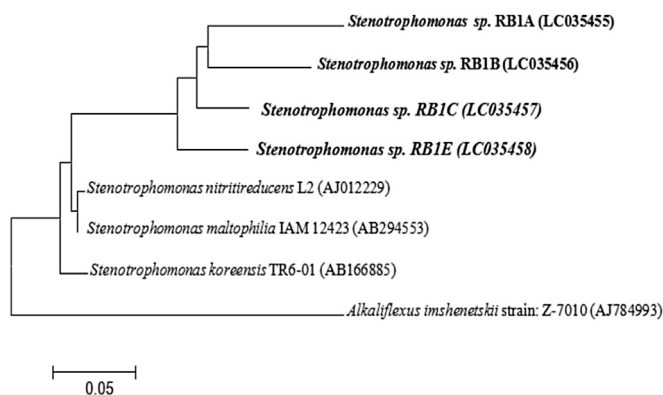 Stenotrophomonas sp. RB1A (LC035455)
Stenotrophomonas sp. RB1B (LC035456)
Stenotrophomonas sp. RB1C (LC035457)
Stenotrophomonas sp. RB1E (LC035458)
Stenotrophomonas nitritireducens L2 (AJ012229)
Stenotrophomonas maltophilia IAM 12423 (AB294553)
Stenotrophomonas koreensis TR6-01 (AB166885)
Alkaliflexus imshenetskii strain: Z-7010 (AJ784993)
0.05